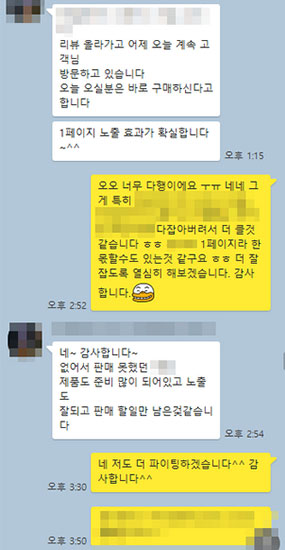 리뷰 올라가고 어제 오늘 계속 고
객님
방문하고 있습니다
오늘 오실분은 바로 구매하신다고
합니다
1페이지 노출 효과가 확실합니다
~^^
오후 1:15
오오 너무 다행이에요 ㅜㅠ 네네 그
게 특히
다잡아버려서 더 클것
같습니다 ㅎㅎ 1페이지라 한
몫할수도 있는것 같구요 ㅎㅎ 더 잘
잡도록 열심히 해보겠습니다. 감사
합니다.
오후 2:52
네~ 감사합니다~
없어서 판매 못했던
제품도 준비 많이 되어있고 노출
도
잘되고 판매 할일만 남은것같습니
다
오후 2:54
네 저도 더 파이팅하겠습니다^^ 감
사합니다^^
오후 3:30
오후 3:50